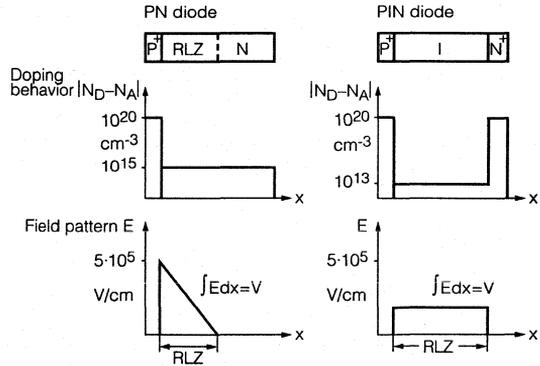 PN diode PIN diode
P+ RLZ N P+ I N+
Doping
behavior |ND–NA| |ND–NA|
10²⁰ 10²⁰
cm-3 cm-3
10¹⁵
10¹³
x x
Field pattern E E
5·10⁵ 5·10⁵
∫Edx=V ∫Edx=V
V/cm V/cm
x x
RLZ RLZ